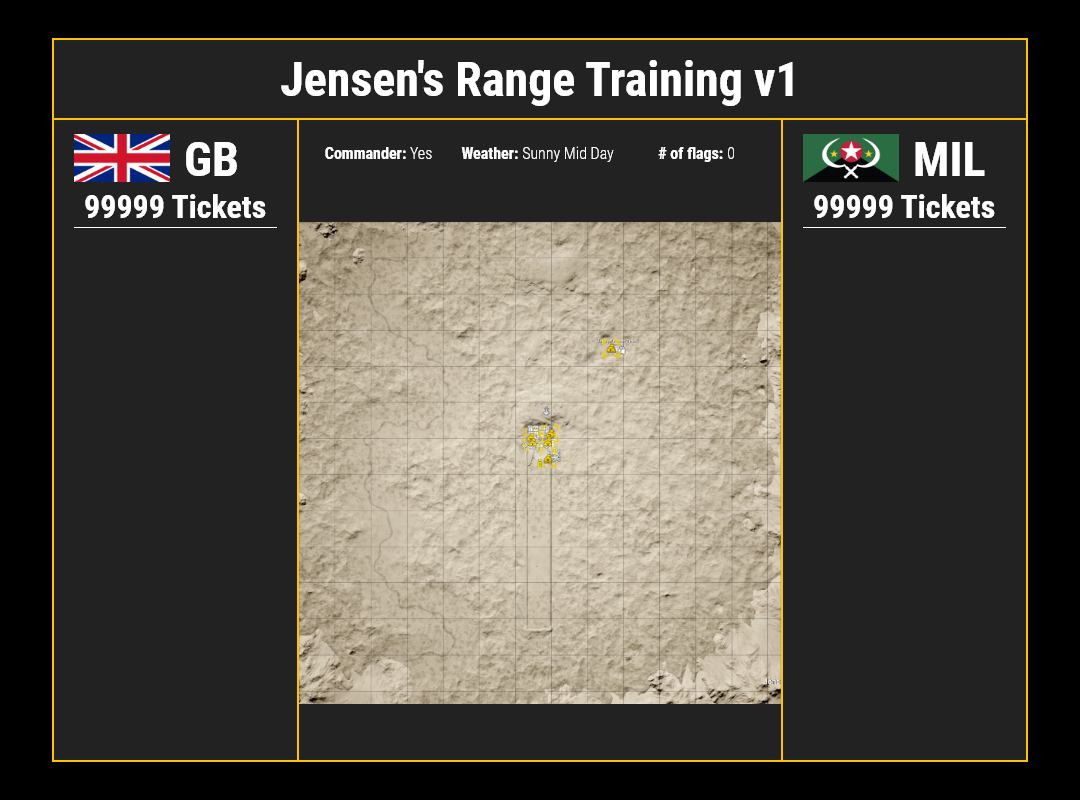 Jensen's Range Training v1
GB
99999 Tickets
Commander: Yes
Weather: Sunny Mid Day
# of flags: 0
MIL
99999 Tickets